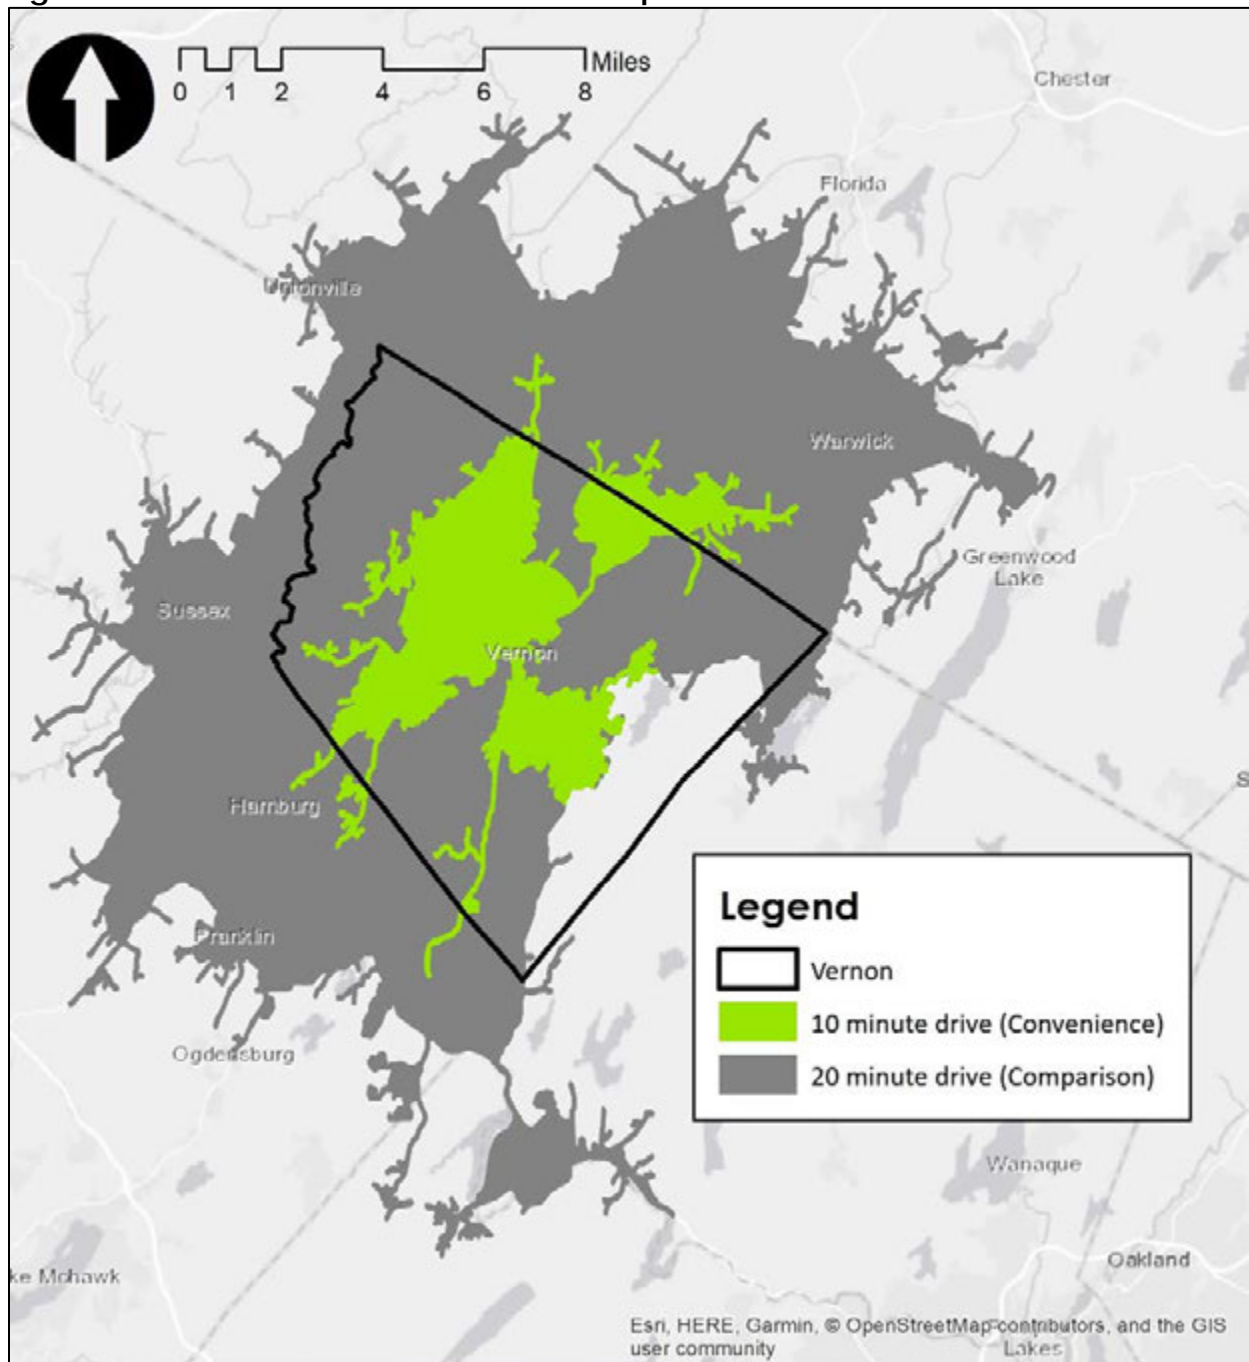 Miles
0 1 2 4 6 8
Chester
Florida
Unionville
Warwick
Greenwood
Lake
Sussex
Vernon
Hamburg
Franklin
Ogdensburg
Legend
Vernon
10 minute drive (Convenience)
20 minute drive (Comparison)
Wanaque
Oakland
ke Mohawk
S
Esri, HERE, Garmin, © OpenStreetMap contributors, and the GIS
user community
Lakes